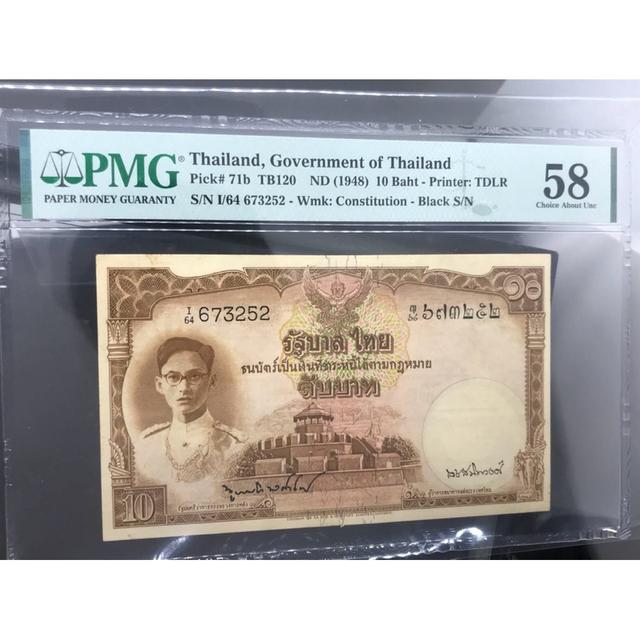 PMG®
PAPER MONEY GUARANTY
Thailand, Government of Thailand
Pick# 71b TB120 ND (1948) 10 Baht - Printer: TDLR
S/N I/64 673252 - Wmk: Constitution - Black S/N
58
Choice About Unc
๑๐
I/64 673252
๖๗๓๒๕๒
รัฐบาลไทย
ธนบัตร์เป็นเงินที่ชำระหนี้ได้ตามกฎหมาย
สิบบาท
10